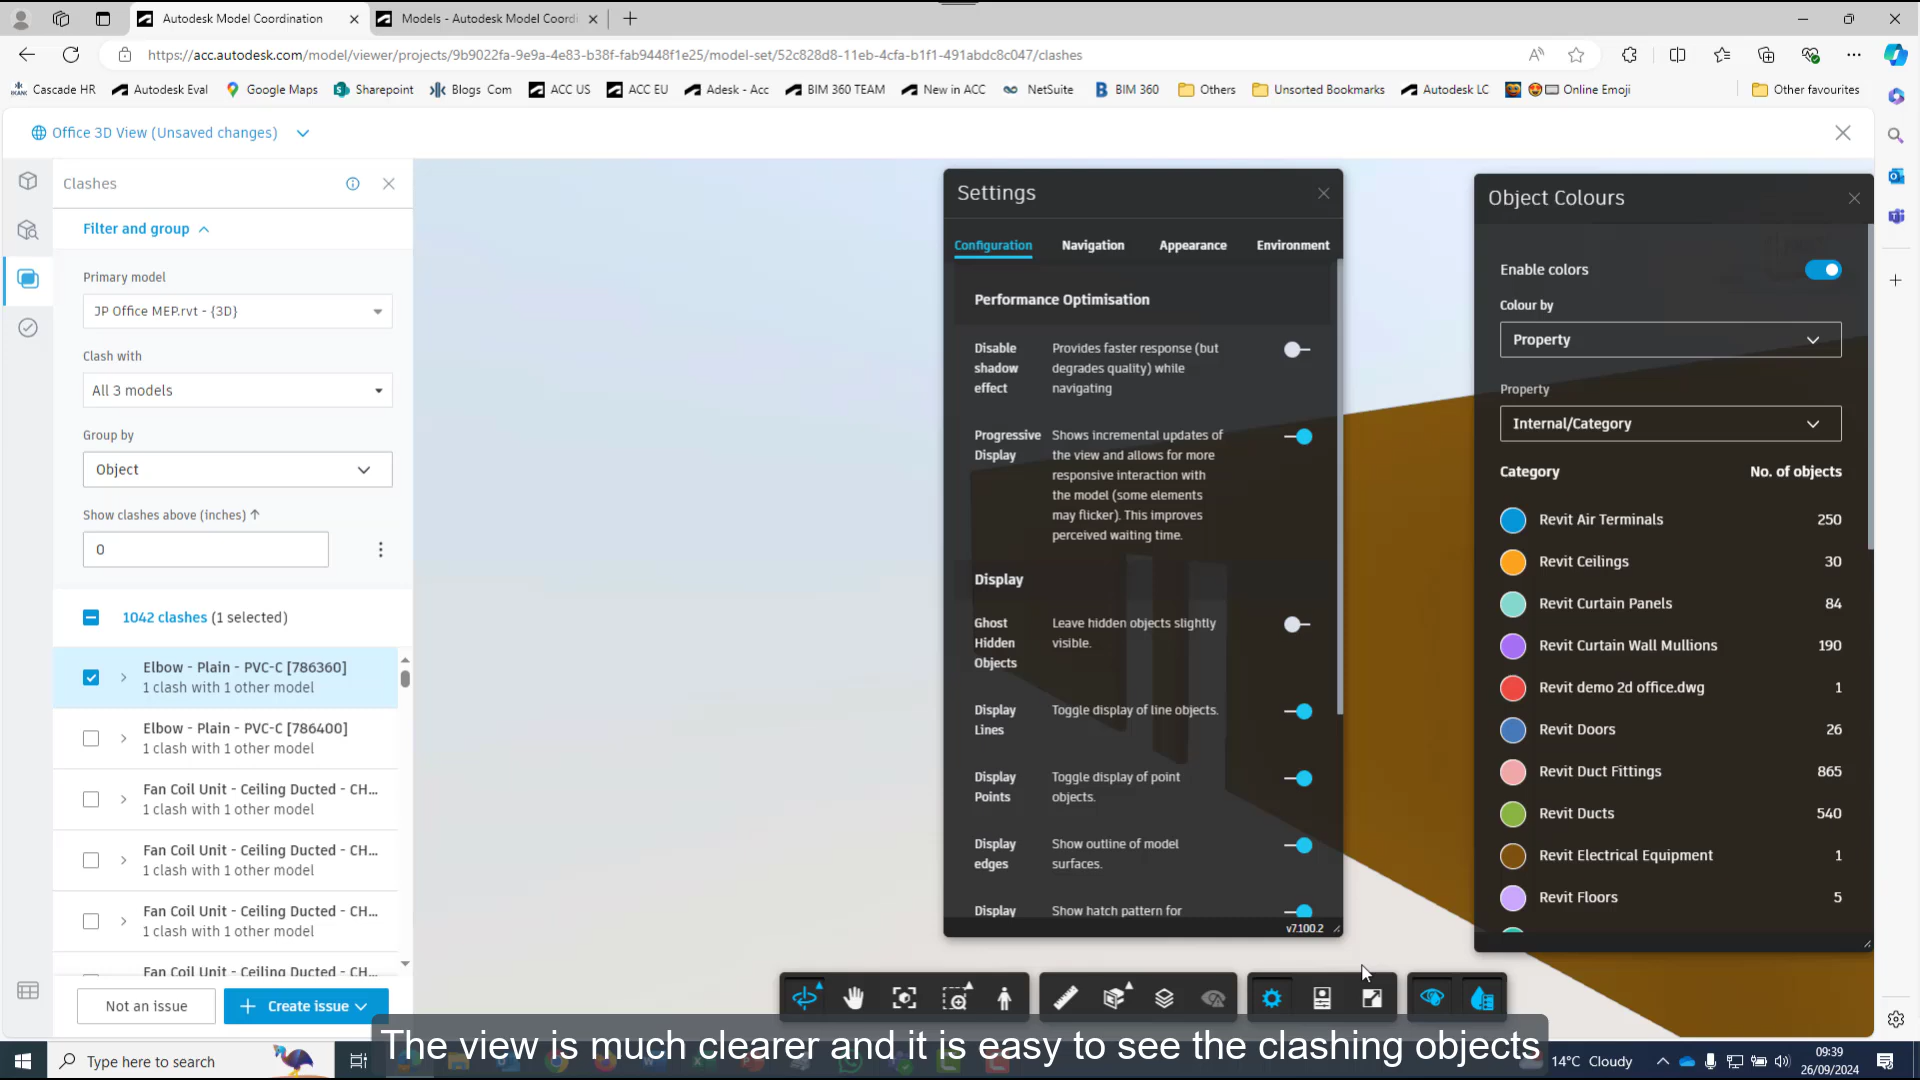 Autodesk Model Coordination
Models - Autodesk Model Coordi
https://acc.autodesk.com/model/viewer/projects/9b9022fa-9e9a-4e83-b38f-fab9448f1e25/model-set/52c828d8-11eb-4cfa-b1f1-491abdc8c047/clashes
Cascade HR
Autodesk Eval
Google Maps
Sharepoint
Blogs Com
ACC US
ACC EU
Adesk - Acc
BIM 360 TEAM
New in ACC
NetSuite
BIM 360
Others
Unsorted Bookmarks
Autodesk LC
Online Emoji
Other favourites
Office 3D View (Unsaved changes)
Clashes
Filter and group
Primary model
JP Office MEP.rvt - {3D}
Clash with
All 3 models
Group by
Object
Show clashes above (inches) ↑
0
1042 clashes (1 selected)
Elbow - Plain - PVC-C [786360]
1 clash with 1 other model
Elbow - Plain - PVC-C [786400]
1 clash with 1 other model
Fan Coil Unit - Ceiling Ducted - CH...
1 clash with 1 other model
Fan Coil Unit - Ceiling Ducted - CH...
1 clash with 1 other model
Fan Coil Unit - Ceiling Ducted - CH...
1 clash with 1 other model
Fan Coil Unit - Ceiling Ducted - CH...
Not an issue
+ Create issue
Settings
Configuration
Navigation
Appearance
Environment
Performance Optimisation
Disable
shadow
effect
Provides faster response (but
degrades quality) while
navigating
Progressive
Display
Shows incremental updates of
the view and allows for more
responsive interaction with
the model (some elements
may flicker). This improves
perceived waiting time.
Display
Ghost
Hidden
Objects
Leave hidden objects slightly
visible.
Display
Lines
Toggle display of line objects.
Display
Points
Toggle display of point
objects.
Display
edges
Show outline of model
surfaces.
Display
Show hatch pattern for
v7.100.2
Object Colours
Enable colors
Colour by
Property
Property
Internal/Category
Category No. of objects
Revit Air Terminals 250
Revit Ceilings 30
Revit Curtain Panels 84
Revit Curtain Wall Mullions 190
Revit demo 2d office.dwg 1
Revit Doors 26
Revit Duct Fittings 865
Revit Ducts 540
Revit Electrical Equipment 1
Revit Floors 5
The view is much clearer and it is easy to see the clashing objects
Type here to search
14°C Cloudy
09:39
26/09/2024